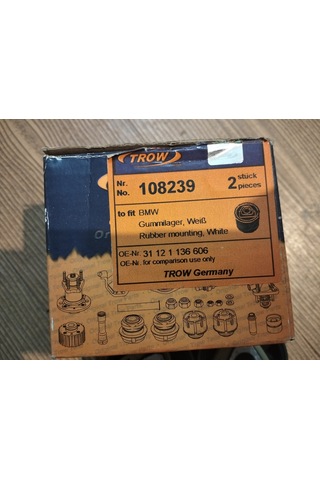 TROW
Nr.
No. 108239 2 stück
pieces
to fit BMW
Gummilager, Weiß
Rubber mounting, White
OE-Nr. 31 12 1 136 606
OE-Nr. for comparison use only
TROW Germany